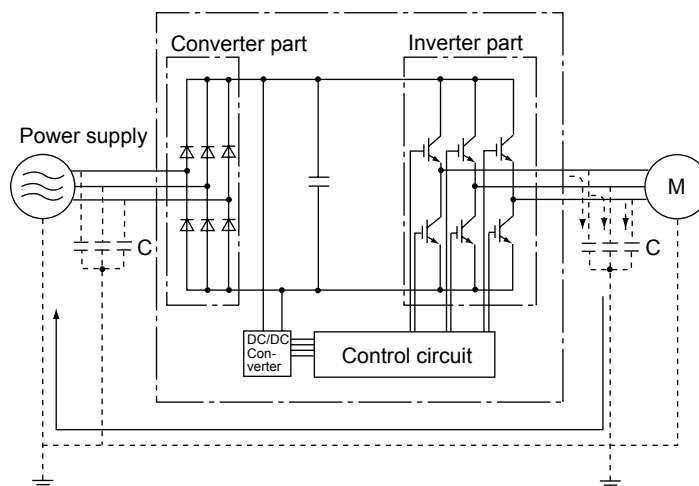 Converter part
Inverter part
Power supply
M
C
C
DC/DC
Con-
verter
Control circuit